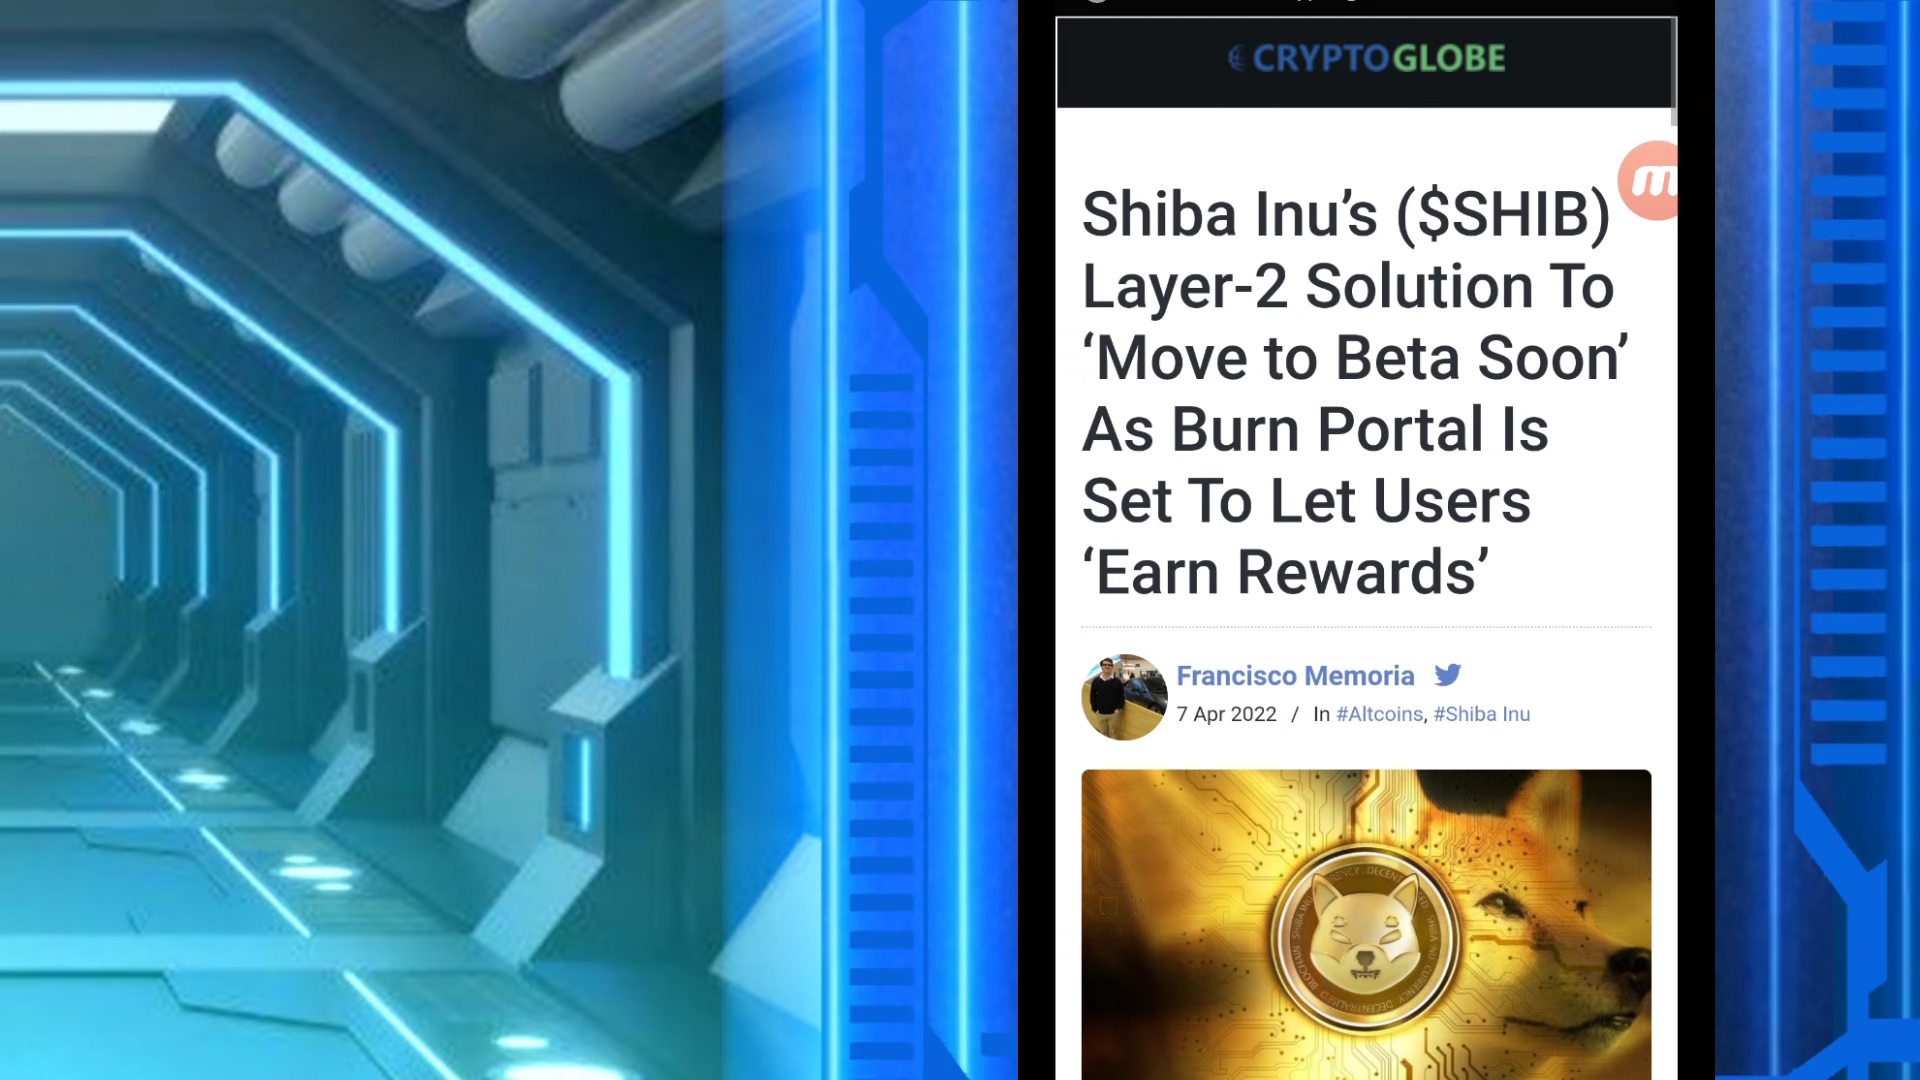 CRYPTOGLOBE
m
Shiba Inu’s ($SHIB)
Layer-2 Solution To
‘Move to Beta Soon’
As Burn Portal Is
Set To Let Users
‘Earn Rewards’
Francisco Memoria
7 Apr 2022 / In #Altcoins, #Shiba Inu